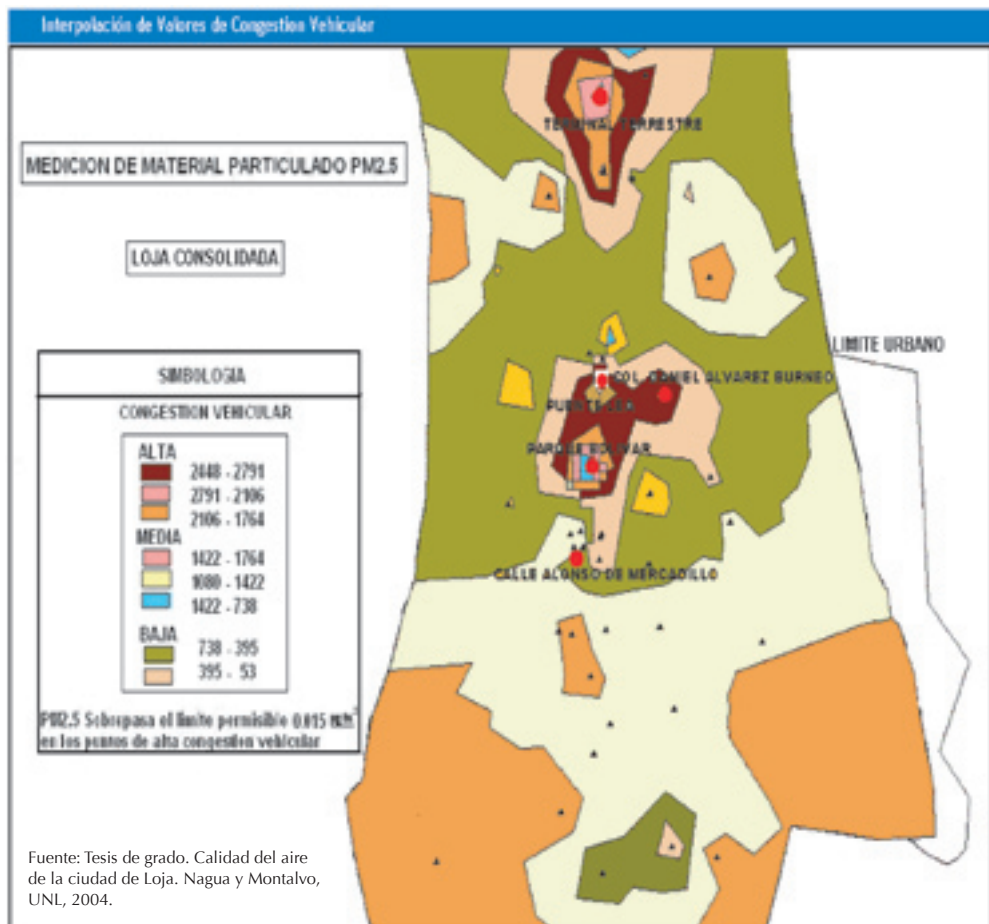 Interpolación de Valores de Congestion Vehicular
TERMINAL TERRESTRE
MEDICION DE MATERIAL PARTICULADO PM2.5
LOJA CONSOLIDADA
LIMITE URBANO
COL. DANIEL ALVAREZ BURNEO
PUENTE
PARQUE BOLIVAR
CALLE ALONSO DE MERCADILLO
SIMBOLOGIA
CONGESTION VEHICULAR
ALTA
2448 - 2791
2791 - 2106
2106 - 1764
MEDIA
1422 - 1764
1080 - 1422
1422 - 738
BAJA
738 - 395
395 - 53
PM2.5 Sobrepasa el limite permisible 0.015
en los puntos de alta congestion vehicular
Fuente: Tesis de grado. Calidad del aire
de la ciudad de Loja. Nagua y Montalvo,
UNL, 2004.